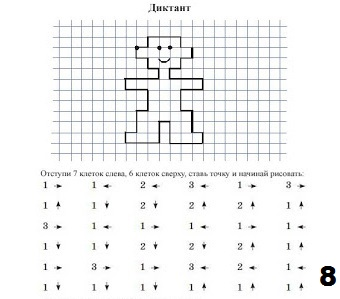 Диктант
Отступи 7 клеток слева, 6 клеток сверху, ставь точку и начинай рисовать:
1 → 1 ← 2 ← 3 ← 1 → 3 →
1 ↑ 1 ↓ 2 ↓ 2 ↑ 2 ↑ 1 ↑
3 → 1 ← 1 → 1 ← 1 ← 1 ←
1 ↓ 1 ↓ 2 ↓ 2 ↓ 2 ↑ 1 ↑
1 → 3 → 1 ← 3 ← 2 ← 1 ←
1 ↓ 1 ↓ 1 ↓ 1 ↑ 1 ↑ 1 ↑
8